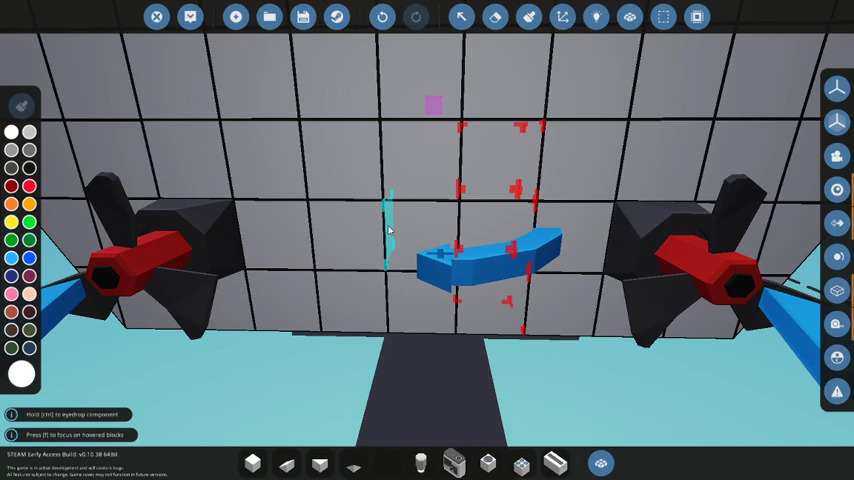 Hold [ctrl] to eyedrop component
Press [f] to focus on hovered blocks
STEAM Early Access Build: v0.10.38 64Bit
This game is in active development and will contain bugs.
All features subject to change. Game saves may not function in future versions.